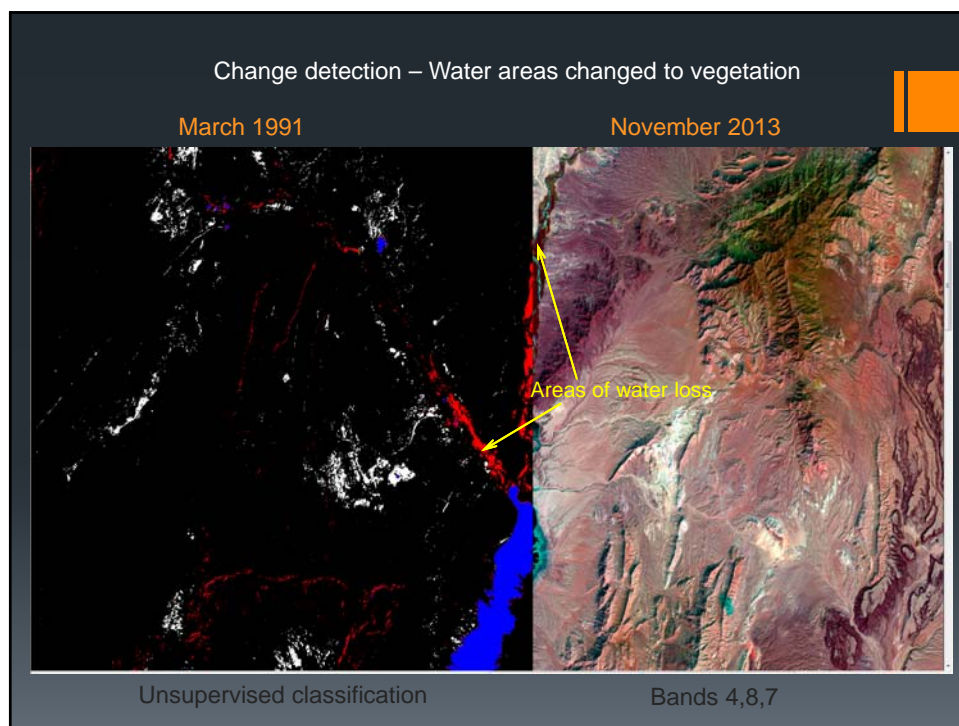 Change detection – Water areas changed to vegetation
March 1991
November 2013
Areas of water loss
Unsupervised classification
Bands 4,8,7